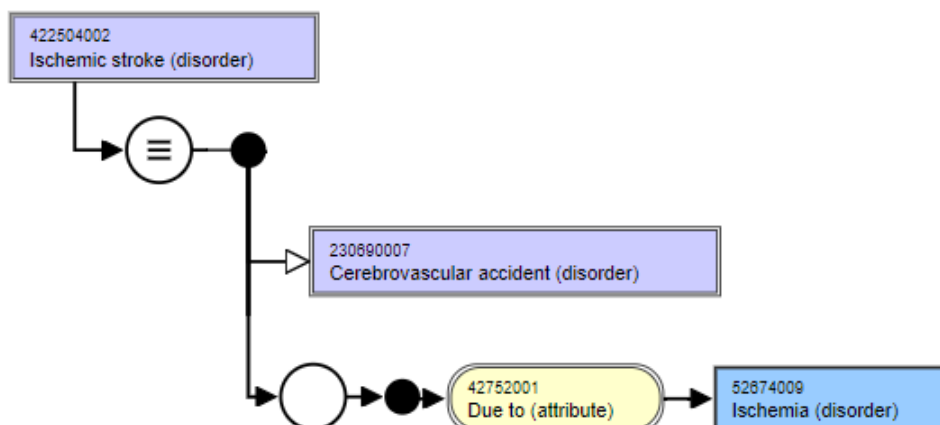 422504002
Ischemic stroke (disorder)
≡
230690007
Cerebrovascular accident (disorder)
42752001
Due to (attribute)
52674009
Ischemia (disorder)